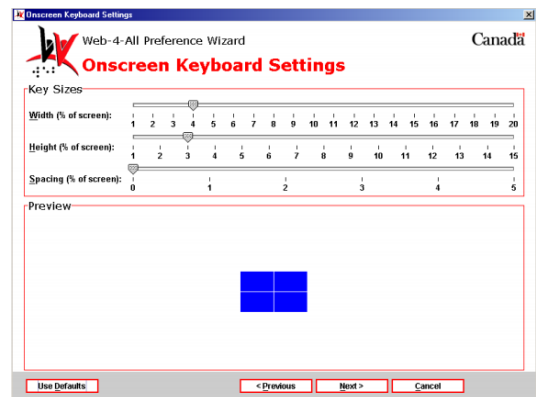 Onscreen Keyboard Settings
Web-4-All Preference Wizard
Canada
Onscreen Keyboard Settings
Key Sizes
Width (% of screen):
1 2 3 4 5 6 7 8 9 10 11 12 13 14 15 16 17 18 19 20
Height (% of screen):
1 2 3 4 5 6 7 8 9 10 11 12 13 14 15
Spacing (% of screen):
0 1 2 3 4 5
Preview
Use Defaults
< Previous
Next >
Cancel